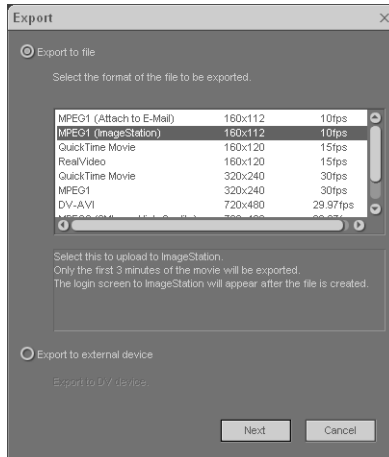 Export
Export to file
Select the format of the file to be exported.
MPEG1 (Attach to E-Mail) 160x112 10fps
MPEG1 (ImageStation) 160x112 10fps
QuickTime Movie 160x120 15fps
RealVideo 160x120 15fps
QuickTime Movie 320x240 30fps
MPEG1 320x240 30fps
DV-AVI 720x480 29.97fps
Select this to upload to ImageStation.
Only the first 3 minutes of the movie will be exported.
The login screen to ImageStation will appear after the file is created.
Export to external device
Export to DV device.
Next Cancel